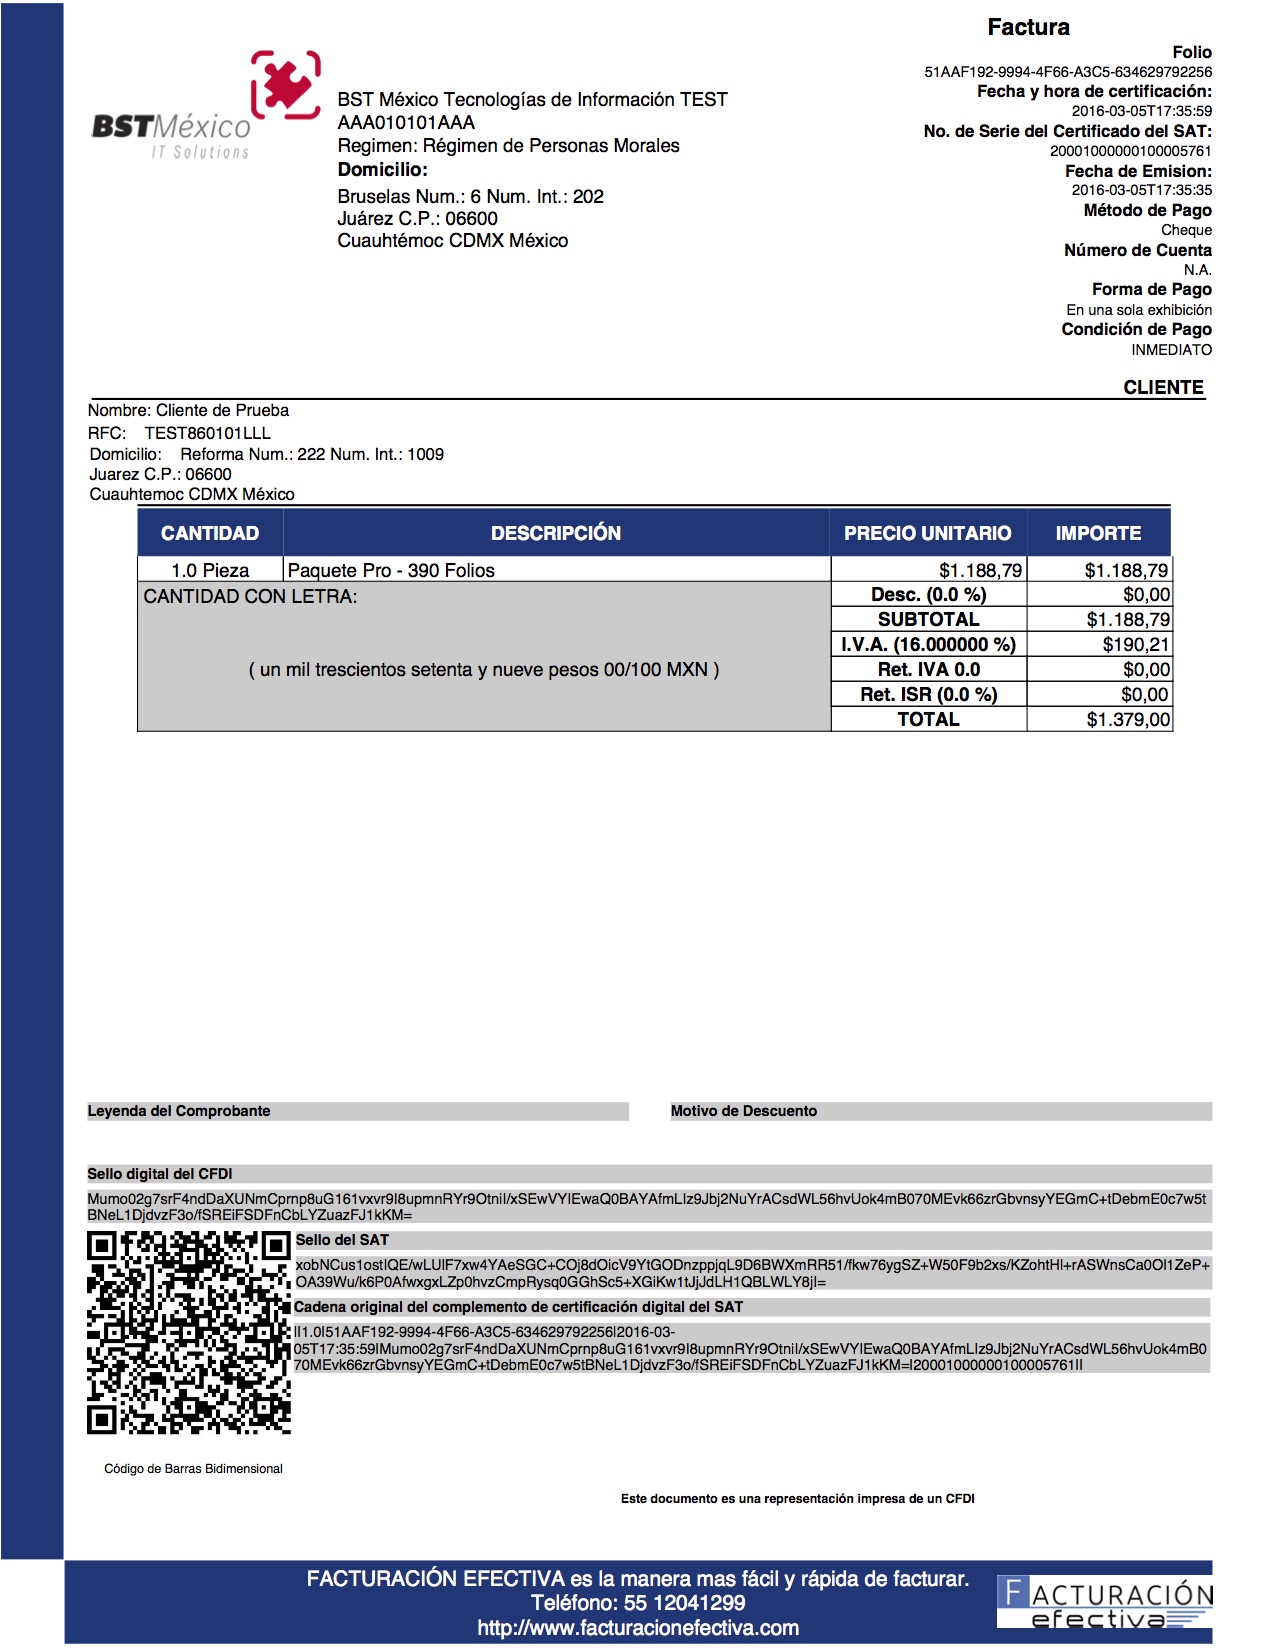 Factura
Folio
51AAF192-9994-4F66-A3C5-634629792256
Fecha y hora de certificación:
2016-03-05T17:35:59
No. de Serie del Certificado del SAT:
20001000000100005761
Fecha de Emision:
2016-03-05T17:35:35
Método de Pago
Cheque
Número de Cuenta
N.A.
Forma de Pago
En una sola exhibición
Condición de Pago
INMEDIATO
BSTMéxico
IT Solutions
BST México Tecnologías de Información TEST
AAA010101AAA
Regimen: Régimen de Personas Morales
Domicilio:
Bruselas Num.: 6 Num. Int.: 202
Juárez C.P.: 06600
Cuauhtémoc CDMX México
CLIENTE
Nombre: Cliente de Prueba
RFC: TEST860101LLL
Domicilio: Reforma Num.: 222 Num. Int.: 1009
Juarez C.P.: 06600
Cuauhtemoc CDMX México
CANTIDAD DESCRIPCIÓN PRECIO UNITARIO IMPORTE
1.0 Pieza Paquete Pro - 390 Folios $1.188,79 $1.188,79
CANTIDAD CON LETRA:
( un mil trescientos setenta y nueve pesos 00/100 MXN )
Desc. (0.0 %) $0,00
SUBTOTAL $1.188,79
I.V.A. (16.000000 %) $190,21
Ret. IVA 0.0 $0,00
Ret. ISR (0.0 %) $0,00
TOTAL $1.379,00
Leyenda del Comprobante
Motivo de Descuento
Sello digital del CFDI
Mumo02g7srF4ndDaXUNmCprnp8uG161vxvr9I8upmnRYr9OtniI/xSEwVYIEwaQ0BAYAfmLIz9Jbj2NuYrACsdWL56hvUok4mB070MEvk66zrGbvnsyYEGmC+tDebmE0c7w5t
BNeL1DjdvzF3o/fSREiFSDFnCbLYZuazFJ1kKM=
Sello del SAT
xobNCus1ostIQE/wLUIF7xw4YAeSGC+COj8dOicV9YtGODnzppjqL9D6BWXmRR51/fkw76ygSZ+W50F9b2xs/KZohtHl+rASWnsCa0OI1ZeP+
OA39Wu/k6P0AfwxgxLZp0hvzCmpRysq0GGhSc5+XGiKw1tJjJdLH1QBLWLY8jI=
Cadena original del complemento de certificación digital del SAT
||1.0|51AAF192-9994-4F66-A3C5-634629792256|2016-03-
05T17:35:59|Mumo02g7srF4ndDaXUNmCprnp8uG161vxvr9I8upmnRYr9OtniI/xSEwVYIEwaQ0BAYAfmLIz9Jbj2NuYrACsdWL56hvUok4mB0
70MEvk66zrGbvnsyYEGmC+tDebmE0c7w5tBNeL1DjdvzF3o/fSREiFSDFnCbLYZuazFJ1kKM=|20001000000100005761||
Código de Barras Bidimensional
Este documento es una representación impresa de un CFDI
FACTURACIÓN EFECTIVA es la manera mas fácil y rápida de facturar.
Teléfono: 55 12041299
http://www.facturacionefectiva.com
FACTURACIÓN
efectiva